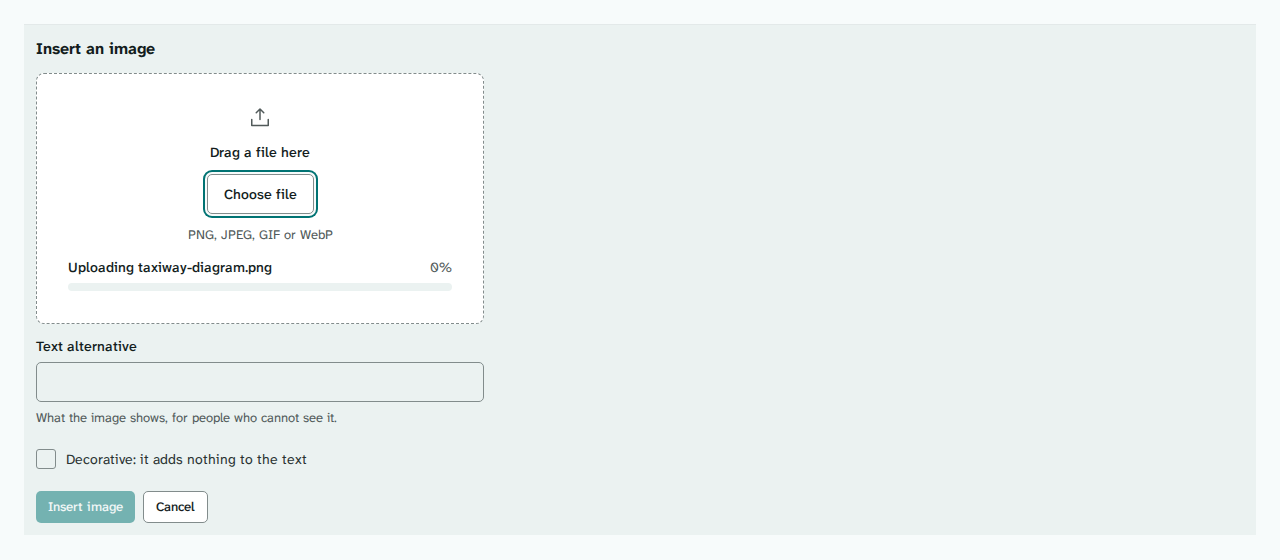 Insert an image
Drag a file here
Choose file
PNG, JPEG, GIF or WebP
Uploading taxiway-diagram.png 0%
Text alternative
What the image shows, for people who cannot see it.
Decorative: it adds nothing to the text
Insert image Cancel